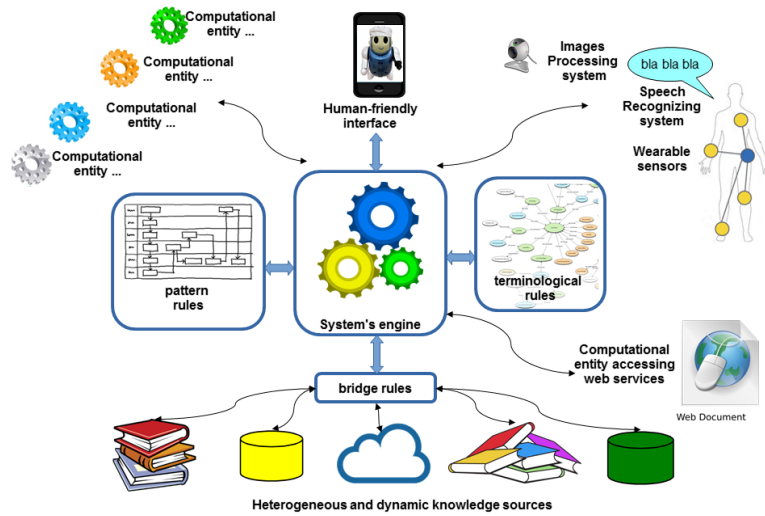 Computational
entity ...
Computational
entity ...
Computational
entity ...
Computational
entity ...
Human-friendly
interface
Images
Processing
system
bla bla bla
Speech
Recognizing
system
Wearable
sensors
pattern
rules
System's engine
terminological
rules
Computational
entity accessing
web services
Web Document
bridge rules
Heterogeneous and dynamic knowledge sources